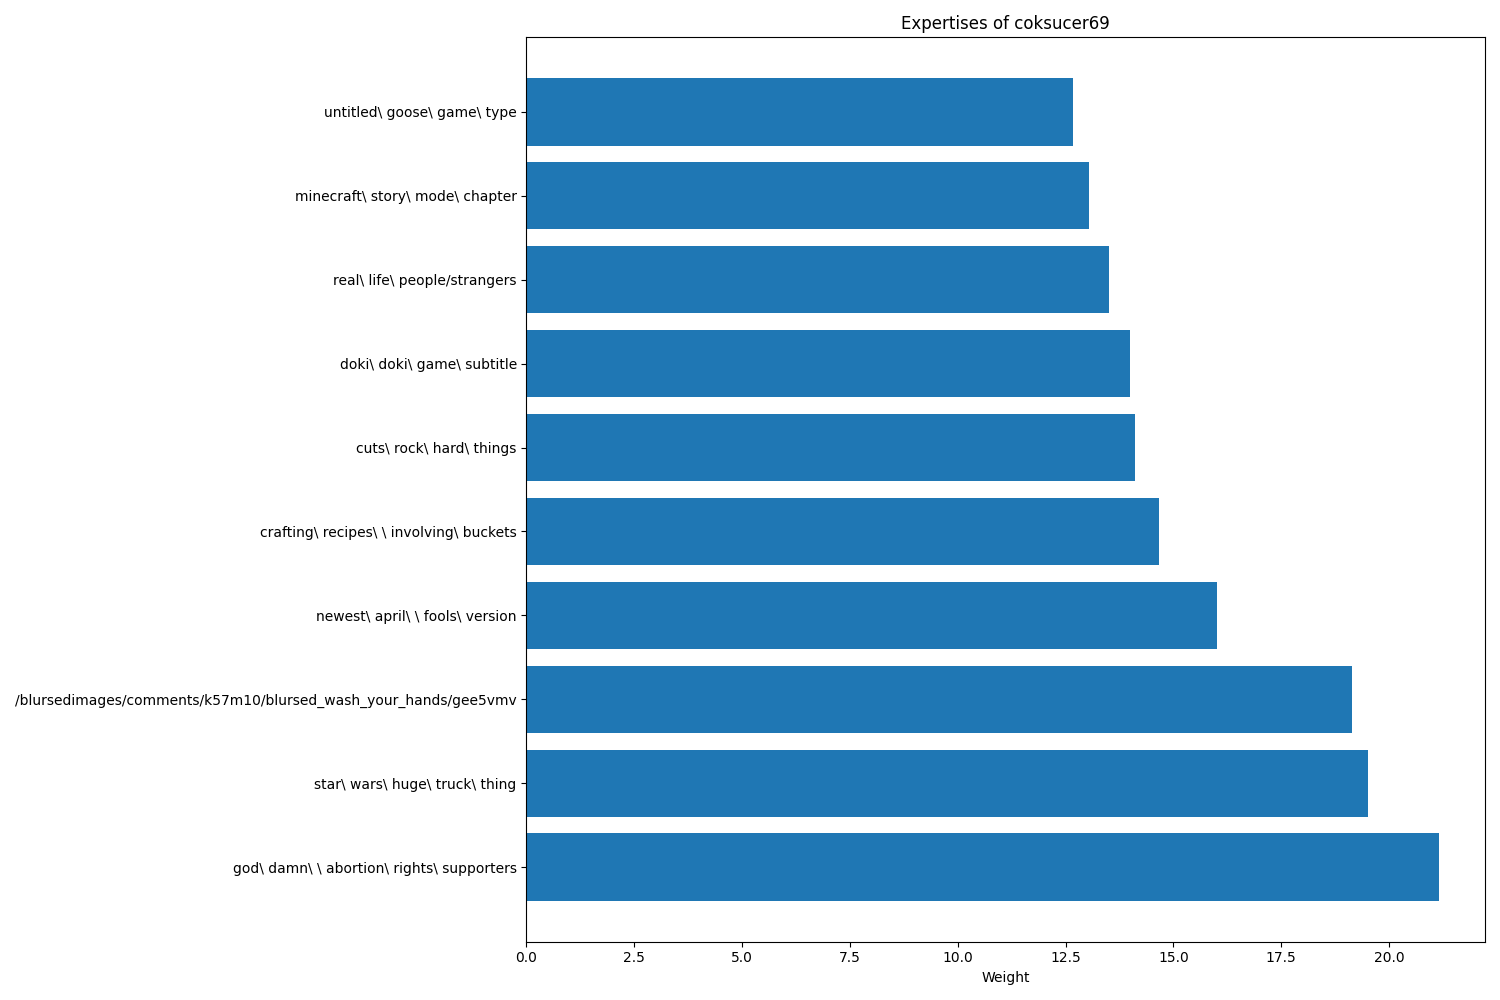 Expertises of coksucer69
untitled\ goose\ game\ type
minecraft\ story\ mode\ chapter
real\ life\ people/strangers
doki\ doki\ game\ subtitle
cuts\ rock\ hard\ things
crafting\ recipes\ \ involving\ buckets
newest\ april\ \ fools\ version
/blursedimages/comments/k57m10/blursed_wash_your_hands/gee5vmv
star\ wars\ huge\ truck\ thing
god\ damn\ \ abortion\ rights\ supporters
0.0 2.5 5.0 7.5 10.0 12.5 15.0 17.5 20.0
Weight